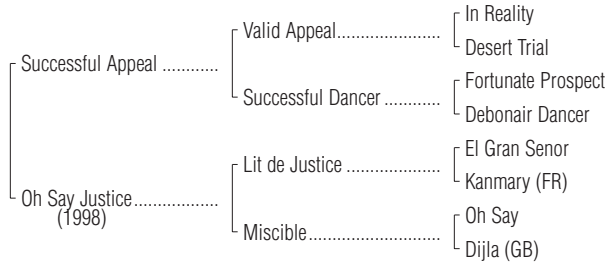 In Reality
Valid Appeal
Desert Trial
Successful Appeal
Fortunate Prospect
Successful Dancer
Debonair Dancer
El Gran Senor
Lit de Justice
Kanmary (FR)
Oh Say Justice
(1998)
Oh Say
Miscible
Dijla (GB)